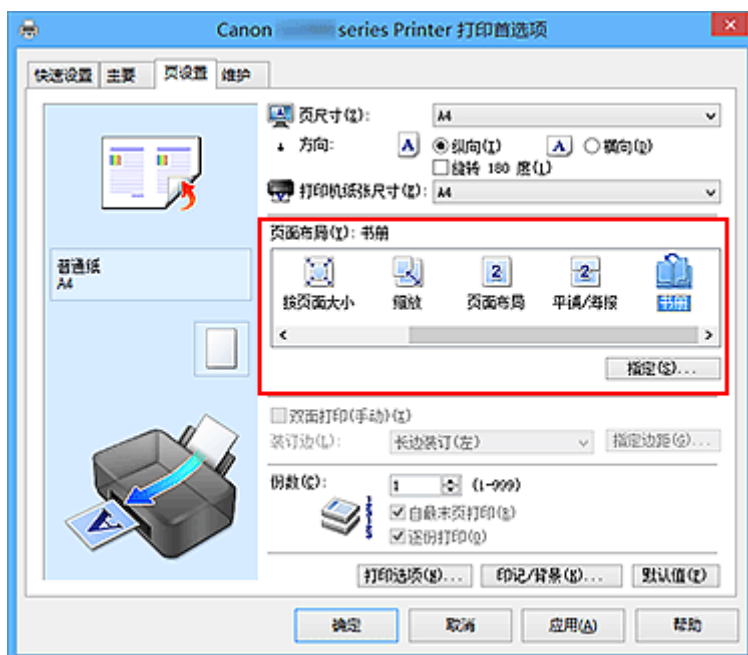 Canon series Printer 打印首选项
快速设置 主要 页设置 维护
页尺寸(Z): A4
方向: A 纵向(I) A 横向(D)
旋转 180 度(L)
打印机纸张尺寸(E): A4
页面布局(Y): 书册
按页面大小 缩放 页面布局 平铺/海报 书册
指定(S)...
普通纸
A4
双面打印(手动)(X)
装订边(L): 长边装订(左) 指定边距(G)...
份数(C): 1 (1-999)
自最末页打印(R)
逐份打印(O)
打印选项(N)... 印记/背景(B)... 默认值(F)
确定 取消 应用(A) 帮助